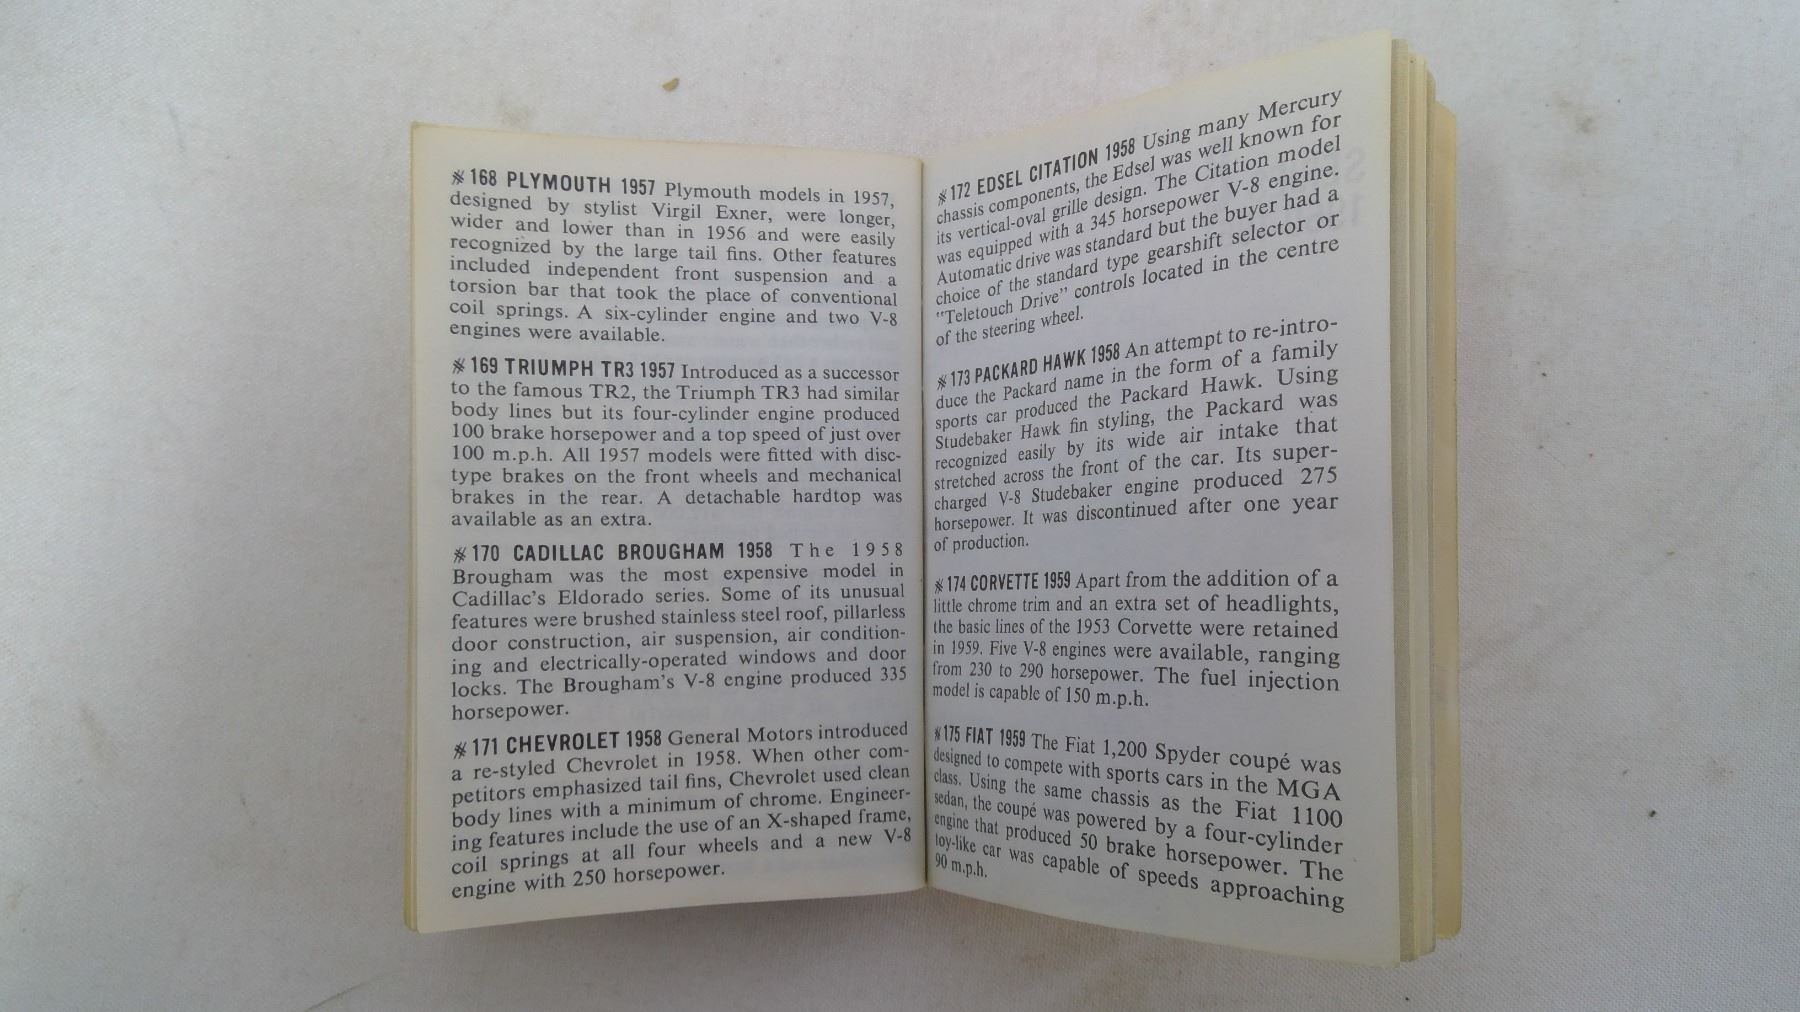 ※168 PLYMOUTH 1957 Plymouth models in 1957,
designed by stylist Virgil Exner, were longer,
wider and lower than in 1956 and were easily
recognized by the large tail fins. Other features
included independent front suspension and a
torsion bar that took the place of conventional
coil springs. A six-cylinder engine and two V-8
engines were available.
※169 TRIUMPH TR3 1957 Introduced as a successor
to the famous TR2, the Triumph TR3 had similar
body lines but its four-cylinder engine produced
100 brake horsepower and a top speed of just over
100 m.p.h. All 1957 models were fitted with disc-
type brakes on the front wheels and mechanical
brakes in the rear. A detachable hardtop was
available as an extra.
※170 CADILLAC BROUGHAM 1958 The 1958
Brougham was the most expensive model in
Cadillac's Eldorado series. Some of its unusual
features were brushed stainless steel roof, pillarless
door construction, air suspension, air condition-
ing and electrically-operated windows and door
locks. The Brougham's V-8 engine produced 335
horsepower.
※171 CHEVROLET 1958 General Motors introduced
a re-styled Chevrolet in 1958. When other com-
petitors emphasized tail fins, Chevrolet used clean
body lines with a minimum of chrome. Engineer-
ing features include the use of an X-shaped frame,
coil springs at all four wheels and a new V-8
engine with 250 horsepower.
※172 EDSEL CITATION 1958 Using many Mercury
chassis components, the Edsel was well known for
its vertical-oval grille design. The Citation model
was equipped with a 345 horsepower V-8 engine.
Automatic drive was standard but the buyer had a
choice of the standard type gearshift selector or
"Teletouch Drive" controls located in the centre
of the steering wheel.
※173 PACKARD HAWK 1958 An attempt to re-intro-
duce the Packard name in the form of a family
sports car produced the Packard Hawk. Using
Studebaker Hawk fin styling, the Packard was
recognized easily by its wide air intake that
stretched across the front of the car. Its super-
charged V-8 Studebaker engine produced 275
horsepower. It was discontinued after one year
of production.
※174 CORVETTE 1959 Apart from the addition of a
little chrome trim and an extra set of headlights,
the basic lines of the 1953 Corvette were retained
in 1959. Five V-8 engines were available, ranging
from 230 to 290 horsepower. The fuel injection
model is capable of 150 m.p.h.
※175 FIAT 1959 The Fiat 1,200 Spyder coupé was
designed to compete with sports cars in the MGA
class. Using the same chassis as the Fiat 1100
sedan, the coupé was powered by a four-cylinder
engine that produced 50 brake horsepower. The
toy-like car was capable of speeds approaching
90 m.p.h.